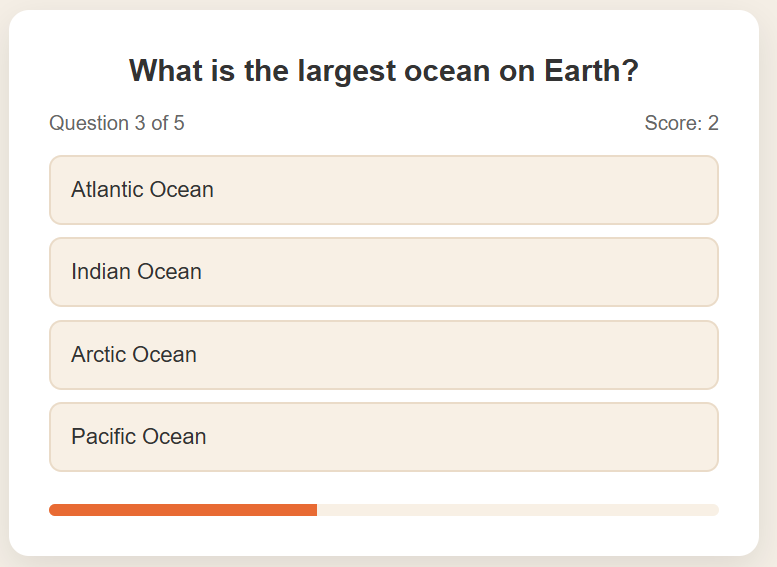 What is the largest ocean on Earth?
Question 3 of 5 Score: 2
Atlantic Ocean
Indian Ocean
Arctic Ocean
Pacific Ocean